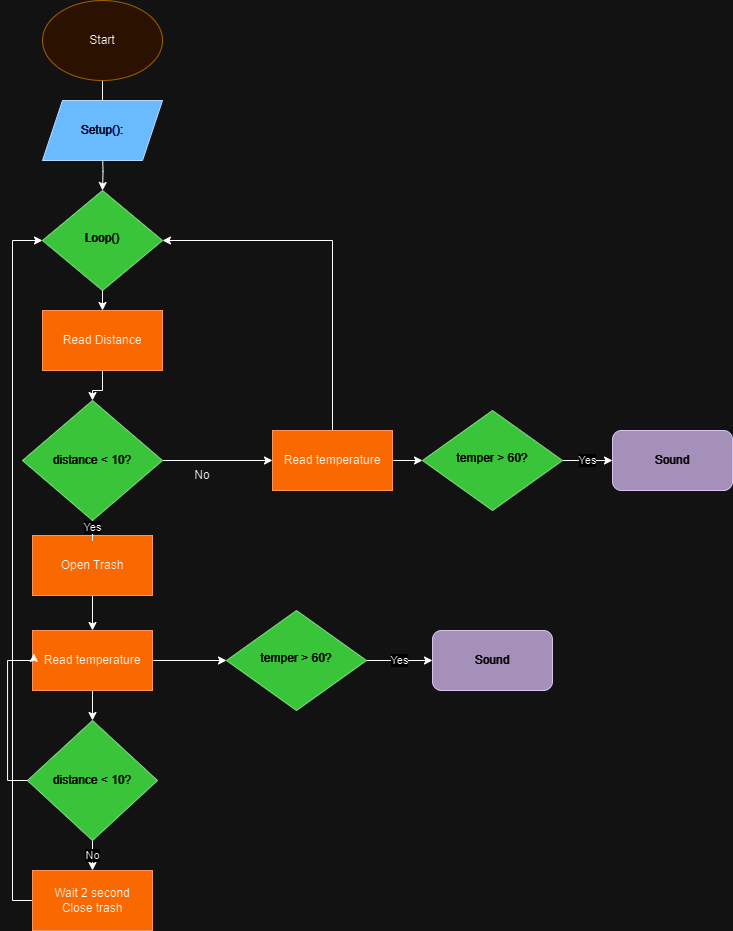 Start
Setup():
Loop()
Read Distance
distance < 10?
No
Read temperature
temper > 60?
Yes
Sound
Yes
Open Trash
Read temperature
temper > 60?
Yes
Sound
distance < 10?
No
Wait 2 second
Close trash